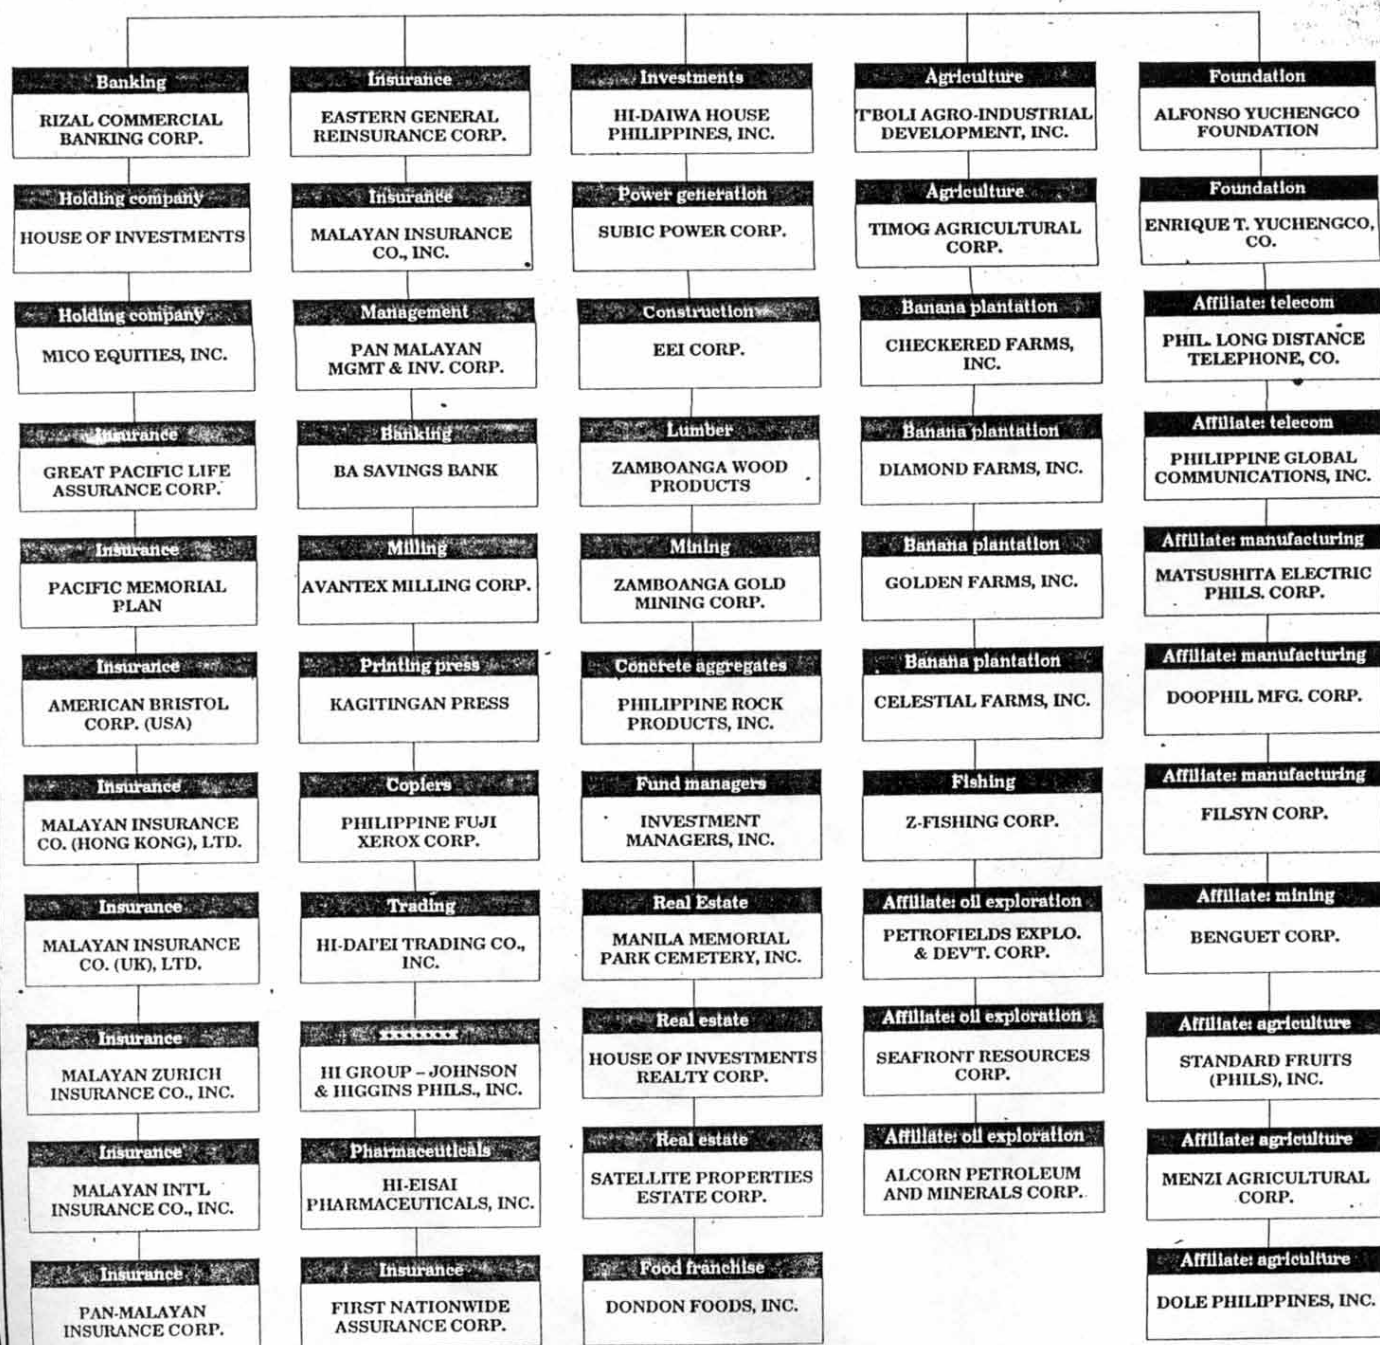 Banking
RIZAL COMMERCIAL
BANKING CORP.
Holding company
HOUSE OF INVESTMENTS
Holding company
MICO EQUITIES, INC.
Insurance
GREAT PACIFIC LIFE
ASSURANCE CORP.
Insurance
PACIFIC MEMORIAL
PLAN
Insurance
AMERICAN BRISTOL
CORP. (USA)
Insurance
MALAYAN INSURANCE
CO. (HONG KONG), LTD.
Insurance
MALAYAN INSURANCE
CO. (UK), LTD.
Insurance
MALAYAN ZURICH
INSURANCE CO., INC.
Insurance
MALAYAN INT'L
INSURANCE CO., INC.
Insurance
PAN-MALAYAN
INSURANCE CORP.
Insurance
EASTERN GENERAL
REINSURANCE CORP.
Insurance
MALAYAN INSURANCE
CO., INC.
Management
PAN MALAYAN
MGMT & INV. CORP.
Banking
BA SAVINGS BANK
Milling
AVANTEX MILLING CORP.
Printing press
KAGITINGAN PRESS
Copiers
PHILIPPINE FUJI
XEROX CORP.
Trading
HI-DAI'EI TRADING CO.,
INC.
xxxxxxxx
HI GROUP – JOHNSON
& HIGGINS PHILS., INC.
Pharmaceuticals
HI-EISAI
PHARMACEUTICALS, INC.
Insurance
FIRST NATIONWIDE
ASSURANCE CORP.
Investments
HI-DAIWA HOUSE
PHILIPPINES, INC.
Power generation
SUBIC POWER CORP.
Construction
EEI CORP.
Lumber
ZAMBOANGA WOOD
PRODUCTS
Mining
ZAMBOANGA GOLD
MINING CORP.
Concrete aggregates
PHILIPPINE ROCK
PRODUCTS, INC.
Fund managers
INVESTMENT
MANAGERS, INC.
Real Estate
MANILA MEMORIAL
PARK CEMETERY, INC.
Real estate
HOUSE OF INVESTMENTS
REALTY CORP.
Real estate
SATELLITE PROPERTIES
ESTATE CORP.
Food franchise
DONDON FOODS, INC.
Agriculture
T'BOLI AGRO-INDUSTRIAL
DEVELOPMENT, INC.
Agriculture
TIMOG AGRICULTURAL
CORP.
Banana plantation
CHECKERED FARMS,
INC.
Banana plantation
DIAMOND FARMS, INC.
Banana plantation
GOLDEN FARMS, INC.
Banana plantation
CELESTIAL FARMS, INC.
Fishing
Z-FISHING CORP.
Affiliate: oil exploration
PETROFIELDS EXPLO.
& DEV'T. CORP.
Affiliate: oil exploration
SEAFRONT RESOURCES
CORP.
Affiliate: oil exploration
ALCORN PETROLEUM
AND MINERALS CORP.
Foundation
ALFONSO YUCHENGCO
FOUNDATION
Foundation
ENRIQUE T. YUCHENGCO,
CO.
Affiliate: telecom
PHIL. LONG DISTANCE
TELEPHONE, CO.
Affiliate: telecom
PHILIPPINE GLOBAL
COMMUNICATIONS, INC.
Affiliate: manufacturing
MATSUSHITA ELECTRIC
PHILS. CORP.
Affiliate: manufacturing
DOOPHIL MFG. CORP.
Affiliate: manufacturing
FILSYN CORP.
Affiliate: mining
BENGUET CORP.
Affiliate: agriculture
STANDARD FRUITS
(PHILS), INC.
Affiliate: agriculture
MENZI AGRICULTURAL
CORP.
Affiliate: agriculture
DOLE PHILIPPINES, INC.